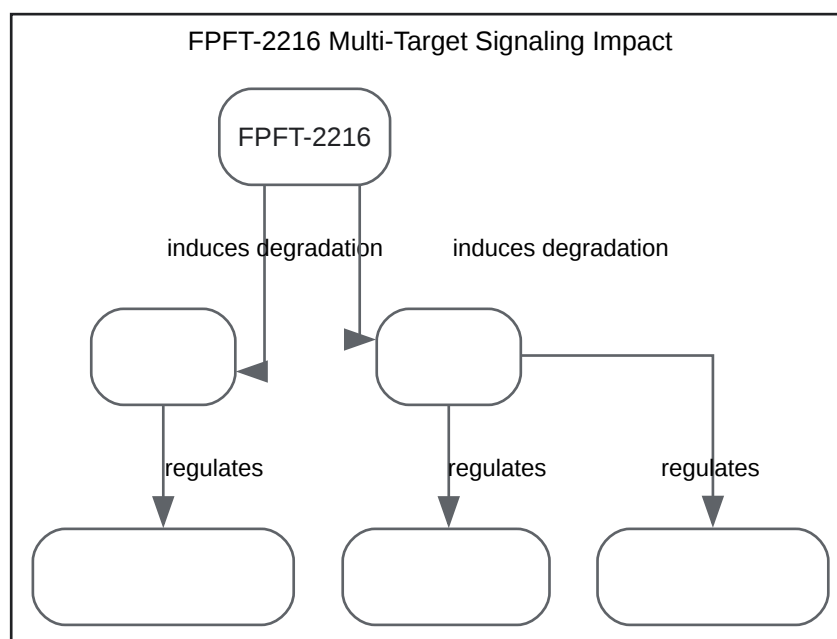 FPFT-2216 Multi-Target Signaling Impact
FPFT-2216
induces degradation
induces degradation
regulates
regulates
regulates